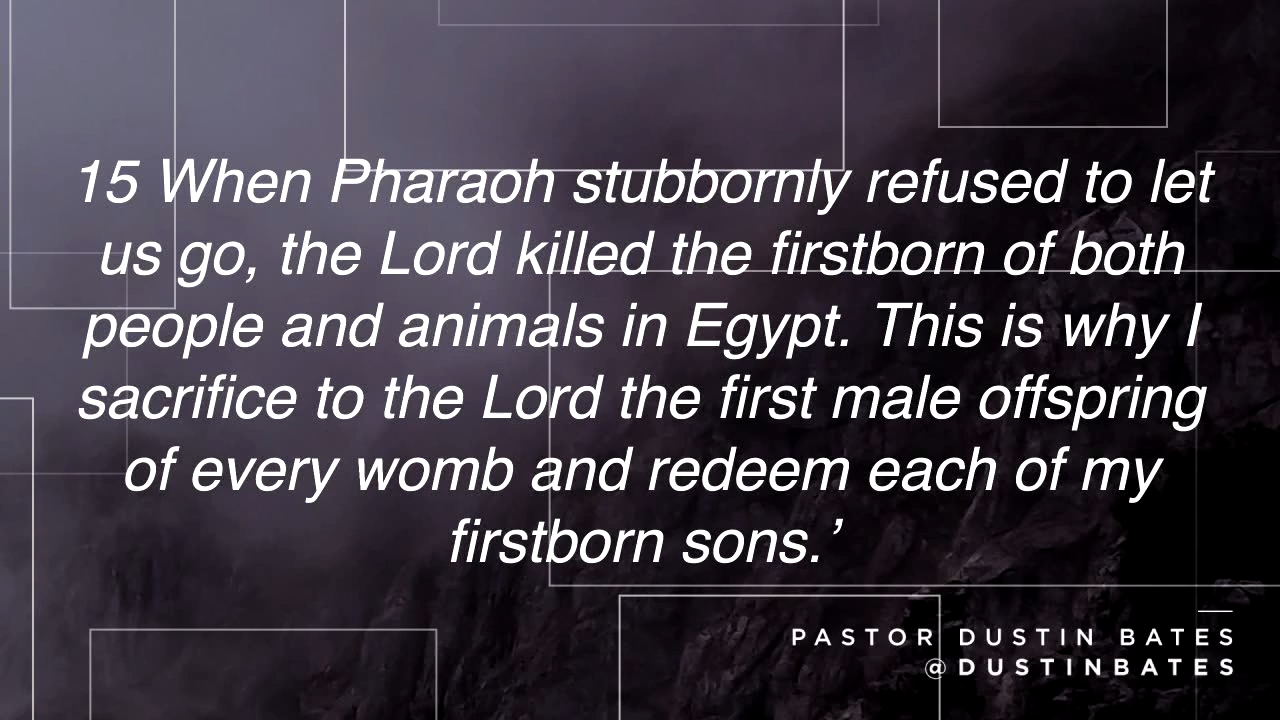 15 When Pharaoh stubbornly refused to let
us go, the Lord killed the firstborn of both
people and animals in Egypt. This is why I
sacrifice to the Lord the first male offspring
of every womb and redeem each of my
firstborn sons.’
PASTOR DUSTIN BATES
@DUSTINBATES